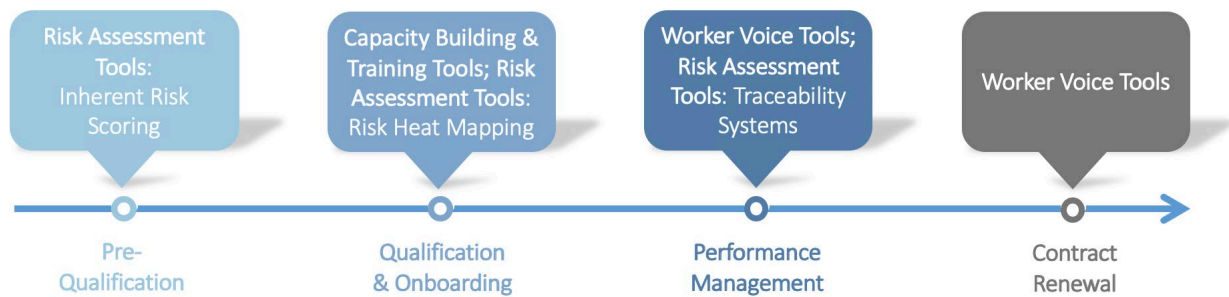 Risk Assessment
Tools:
Inherent Risk
Scoring
Capacity Building &
Training Tools; Risk
Assessment Tools:
Risk Heat Mapping
Worker Voice Tools;
Risk Assessment
Tools: Traceability
Systems
Worker Voice Tools
Pre-
Qualification
Qualification
& Onboarding
Performance
Management
Contract
Renewal